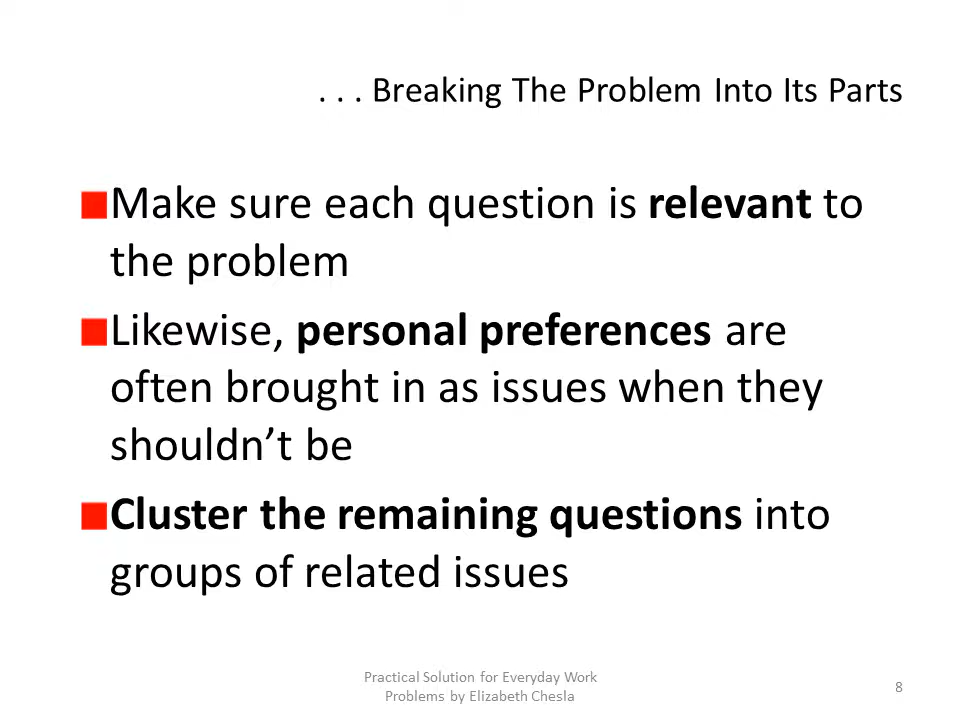 . . . Breaking The Problem Into Its Parts
Make sure each question is relevant to
the problem
Likewise, personal preferences are
often brought in as issues when they
shouldn’t be
Cluster the remaining questions into
groups of related issues
Practical Solution for Everyday Work
Problems by Elizabeth Chesla
8